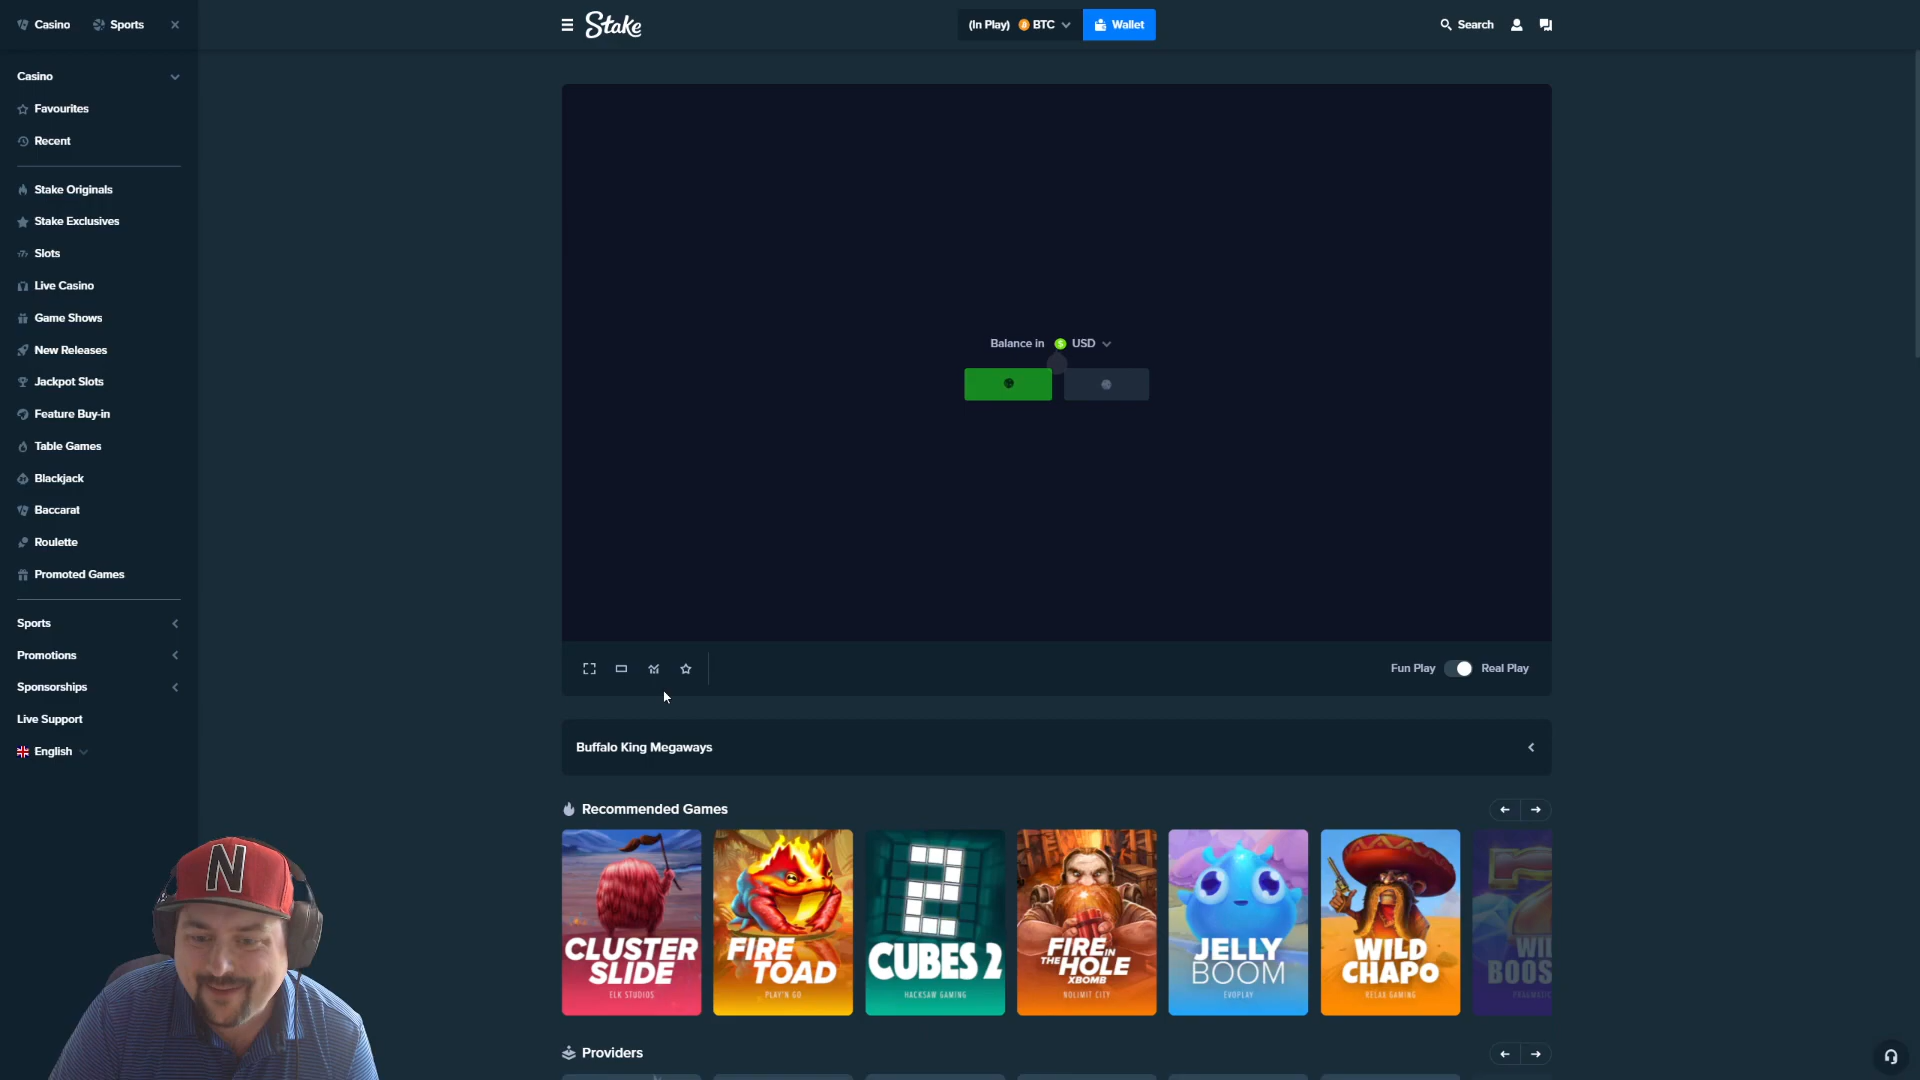 Casino
Sports
Stake
(In Play) BTC
Wallet
Search
Casino
Favourites
Recent
Stake Originals
Stake Exclusives
Slots
Live Casino
Game Shows
New Releases
Jackpot Slots
Feature Buy-in
Table Games
Blackjack
Baccarat
Roulette
Promoted Games
Sports
Promotions
Sponsorships
Live Support
English
Balance in $ USD
Fun Play
Real Play
Buffalo King Megaways
Recommended Games
CLUSTER
SLIDE
ELK STUDIOS
FIRE
TOAD
PLAY'N GO
2
CUBES 2
HACKSAW GAMING
FIRE IN
THE HOLE
XBOMB
NOLIMIT CITY
JELLY
BOOM
EVOPLAY
WILD
CHAPO
RELAX GAMING
Providers
N